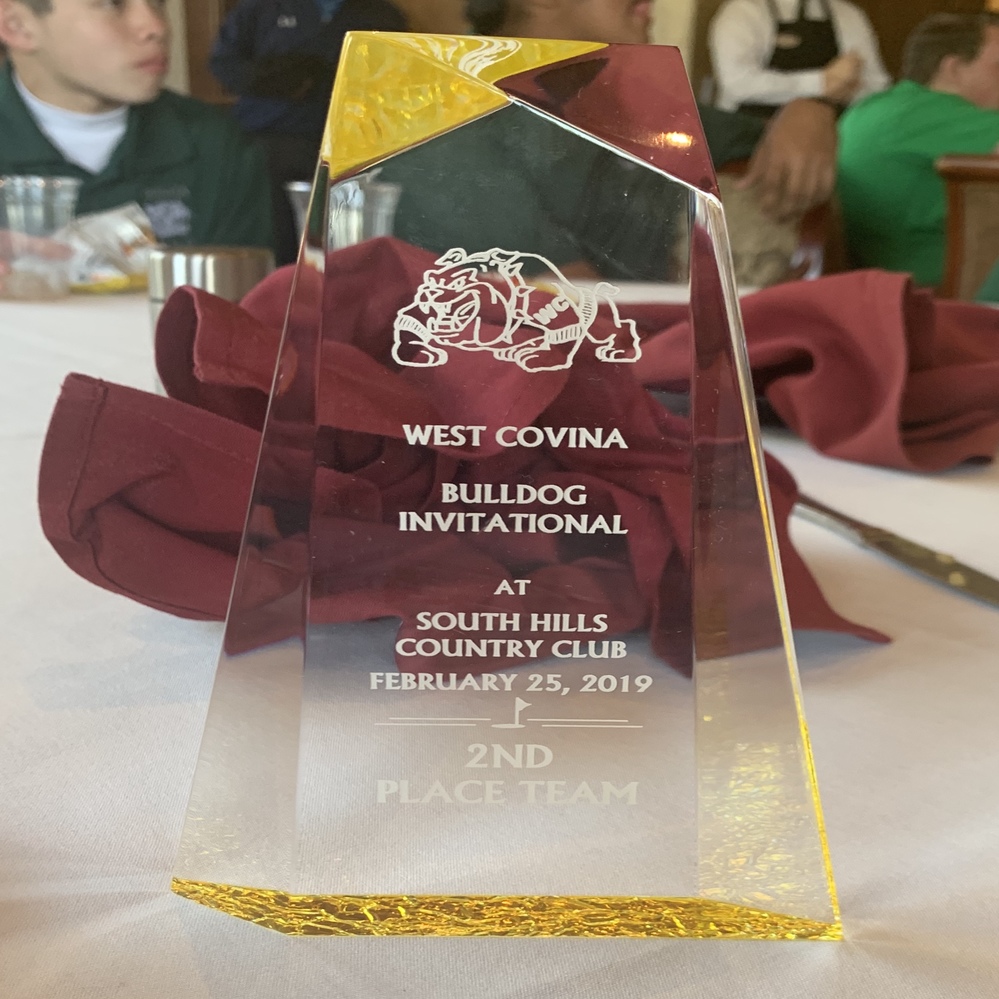 WC
WEST COVINA
BULLDOG
INVITATIONAL
AT
SOUTH HILLS
COUNTRY CLUB
FEBRUARY 25, 2019
2ND
PLACE TEAM